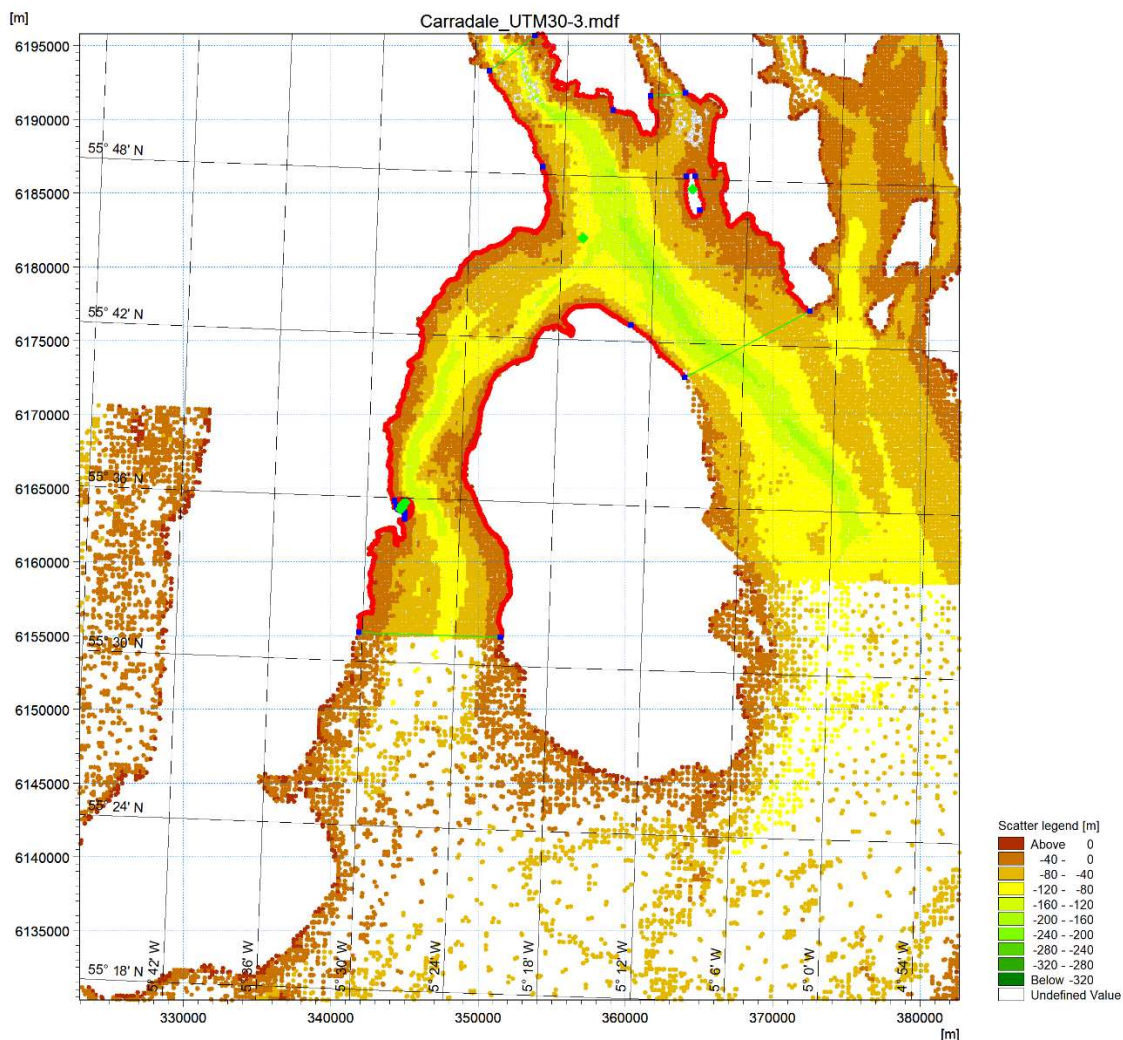 [m]
Carradale_UTM30-3.mdf
6195000
6190000
55° 48' N
6185000
6180000
55° 42' N
6175000
6170000
55° 36' N
6165000
6160000
6155000
55° 30' N
6150000
6145000
55° 24' N
6140000
6135000
55° 18' N
5° 42' W
5° 36' W
5° 30' W
5° 24' W
5° 18' W
5° 12' W
5° 6' W
5° 0' W
4° 54' W
330000
340000
350000
360000
370000
380000
[m]
Scatter legend [m]
Above 0
-40 - 0
-80 - -40
-120 - -80
-160 - -120
-200 - -160
-240 - -200
-280 - -240
-320 - -280
Below -320
Undefined Value